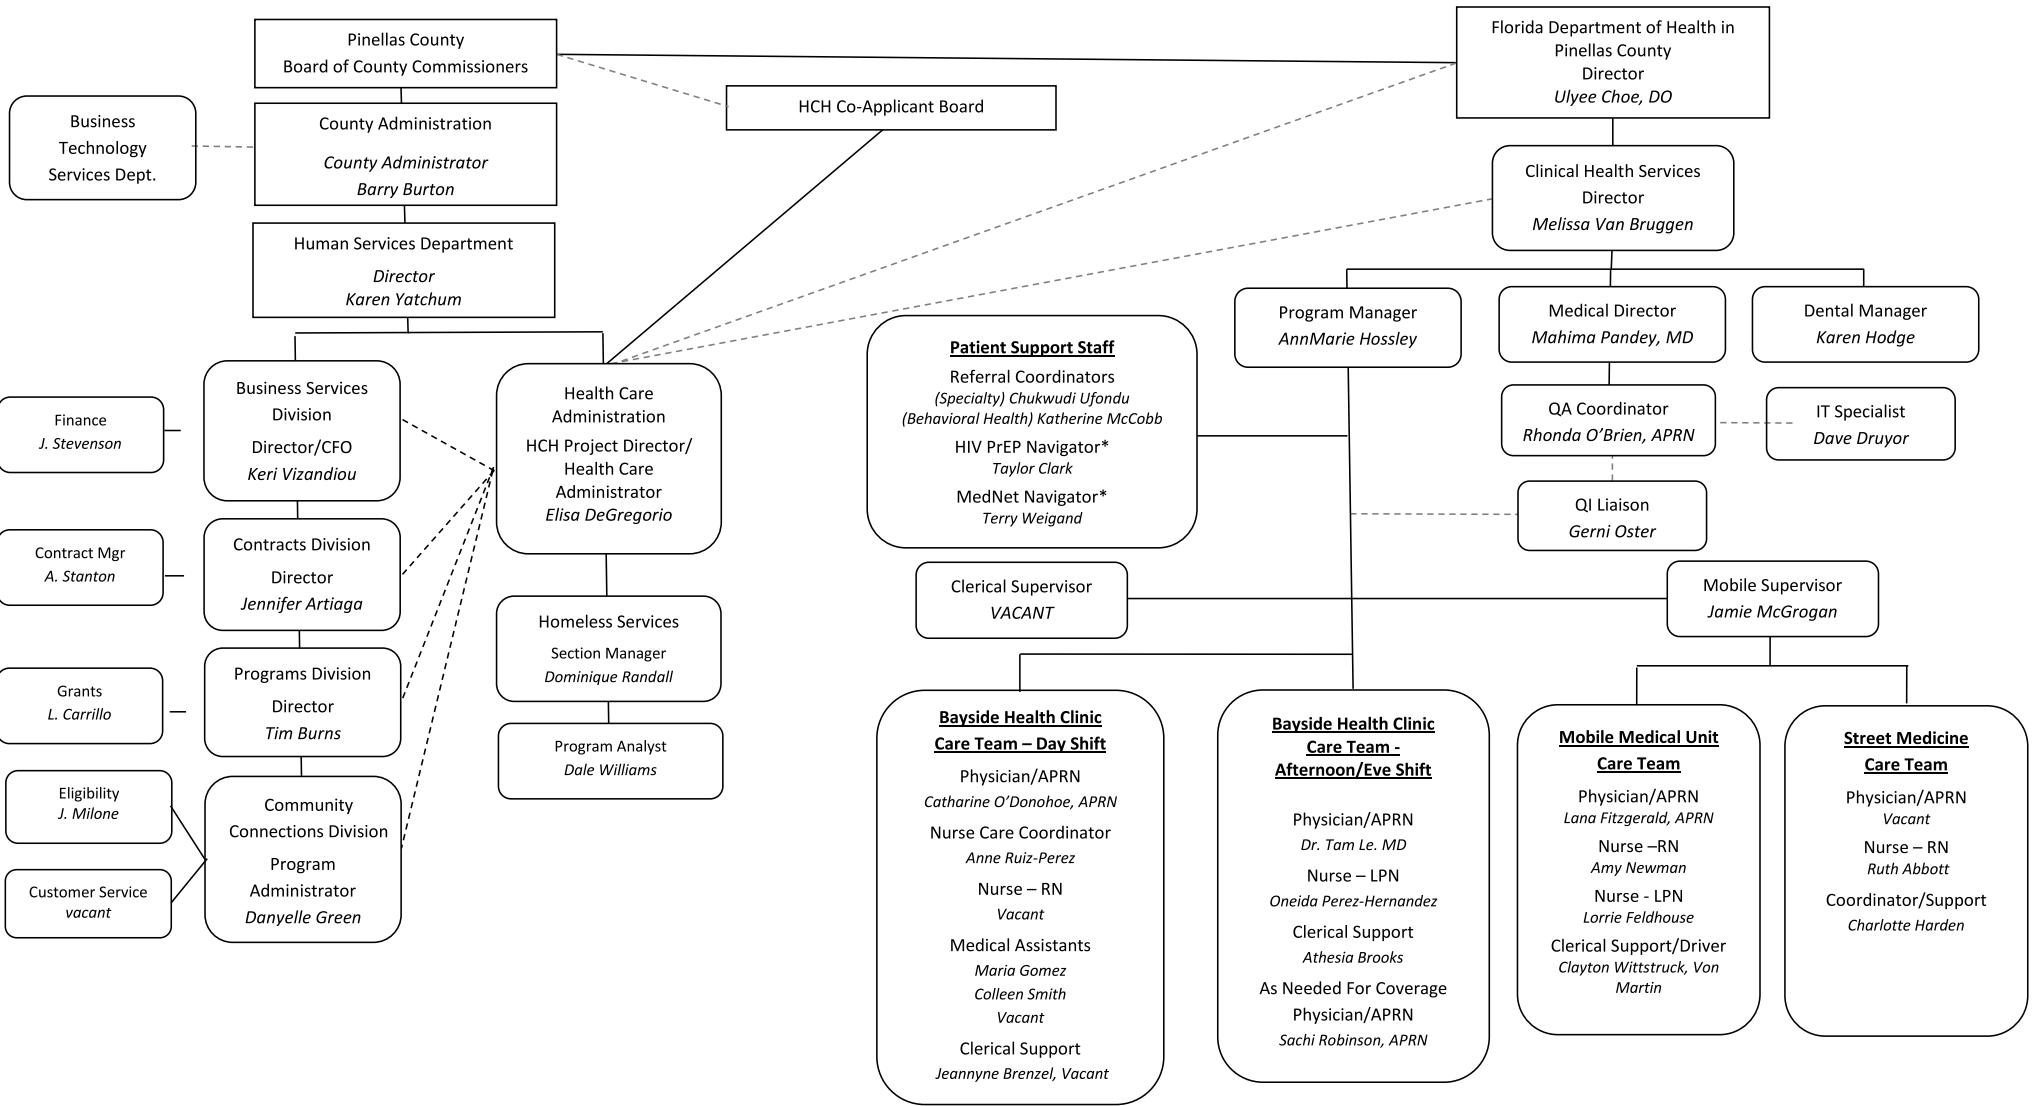 Pinellas County
Board of County Commissioners
Florida Department of Health in
Pinellas County
Director
Ulyee Choe, DO
HCH Co-Applicant Board
Business
Technology
Services Dept.
County Administration
County Administrator
Barry Burton
Clinical Health Services
Director
Melissa Van Bruggen
Human Services Department
Director
Karen Yatchum
Program Manager
AnnMarie Hossley
Medical Director
Mahima Pandey, MD
Dental Manager
Karen Hodge
Patient Support Staff
Referral Coordinators
(Specialty) Chukwudi Ufondu
(Behavioral Health) Katherine McCobb
HIV PrEP Navigator*
Taylor Clark
MedNet Navigator*
Terry Weigand
Business Services
Division
Director/CFO
Keri Vizandiou
Health Care
Administration
HCH Project Director/
Health Care
Administrator
Elisa DeGregorio
Finance
J. Stevenson
QA Coordinator
Rhonda O’Brien, APRN
IT Specialist
Dave Druyor
QI Liaison
Gerni Oster
Contract Mgr
A. Stanton
Contracts Division
Director
Jennifer Artiaga
Clerical Supervisor
VACANT
Mobile Supervisor
Jamie McGrogan
Homeless Services
Section Manager
Dominique Randall
Grants
L. Carrillo
Programs Division
Director
Tim Burns
Program Analyst
Dale Williams
Eligibility
J. Milone
Customer Service
vacant
Community
Connections Division
Program
Administrator
Danyelle Green
Bayside Health Clinic
Care Team – Day Shift
Physician/APRN
Catharine O’Donohoe, APRN
Nurse Care Coordinator
Anne Ruiz-Perez
Nurse – RN
Vacant
Medical Assistants
Maria Gomez
Colleen Smith
Vacant
Clerical Support
Jeannyne Brenzel, Vacant
Bayside Health Clinic
Care Team -
Afternoon/Eve Shift
Physician/APRN
Dr. Tam Le. MD
Nurse – LPN
Oneida Perez-Hernandez
Clerical Support
Athesia Brooks
As Needed For Coverage
Physician/APRN
Sachi Robinson, APRN
Mobile Medical Unit
Care Team
Physician/APRN
Lana Fitzgerald, APRN
Nurse –RN
Amy Newman
Nurse - LPN
Lorrie Feldhouse
Clerical Support/Driver
Clayton Wittstruck, Von
Martin
Street Medicine
Care Team
Physician/APRN
Vacant
Nurse – RN
Ruth Abbott
Coordinator/Support
Charlotte Harden